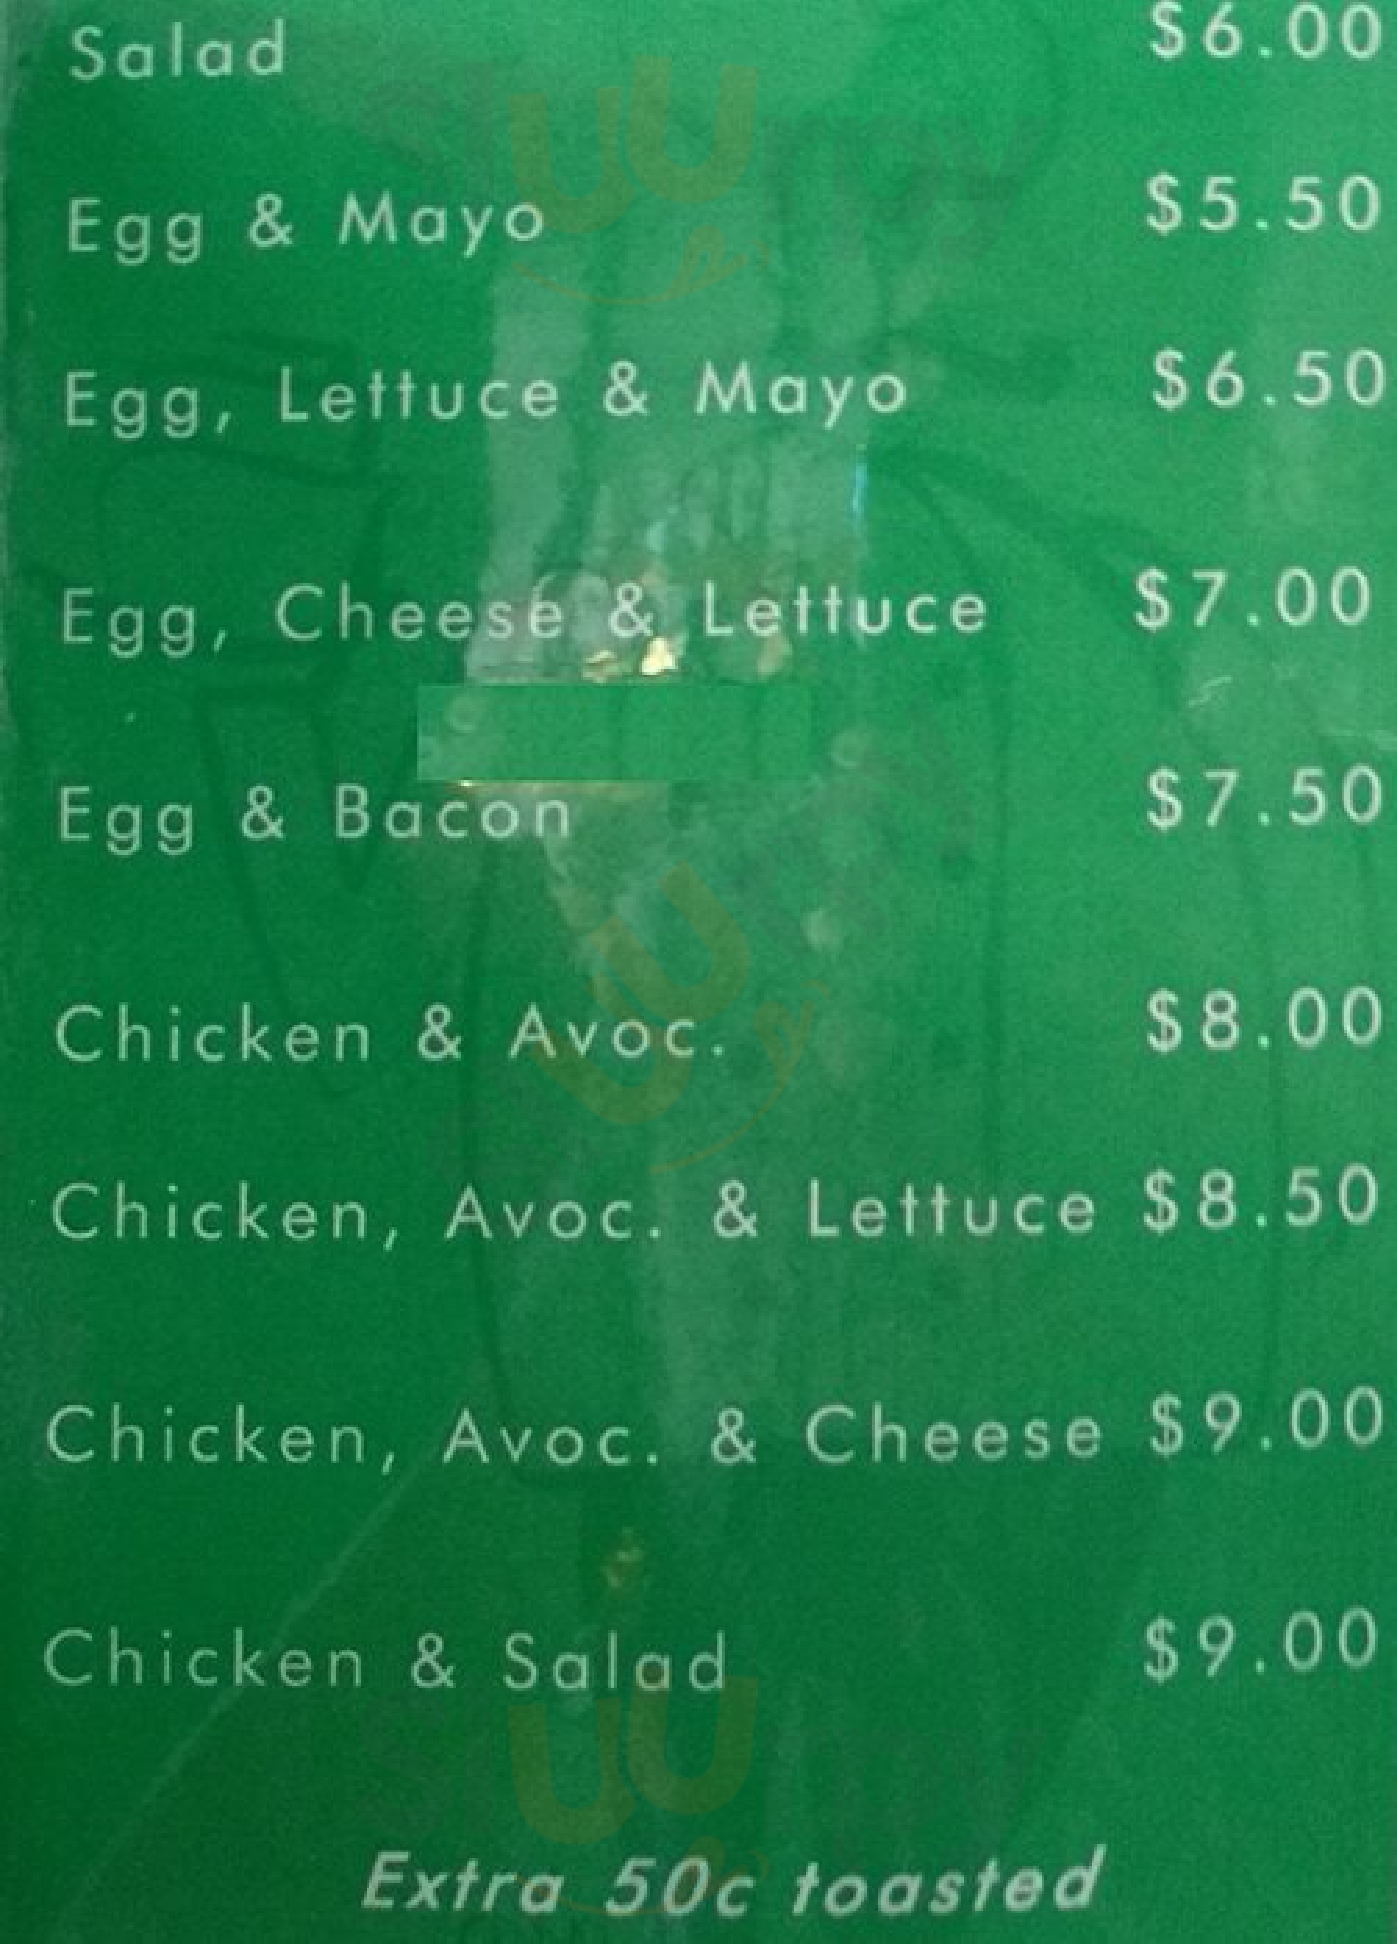 Salad $6.00
Egg & Mayo $5.50
Egg, Lettuce & Mayo $6.50
Egg, Cheese & Lettuce $7.00
Egg & Bacon $7.50
Chicken & Avoc. $8.00
Chicken, Avoc. & Lettuce $8.50
Chicken, Avoc. & Cheese $9.00
Chicken & Salad $9.00
Extra 50c toasted